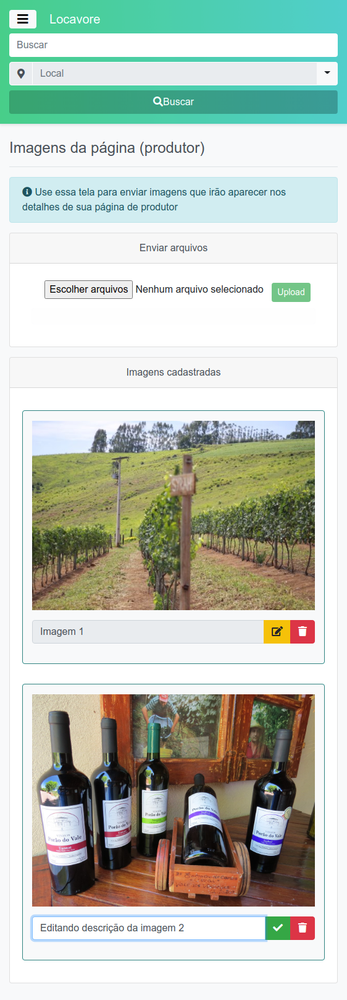 Locavore
Buscar
Local
Buscar
Imagens da página (produtor)
Use essa tela para enviar imagens que irão aparecer nos
detalhes de sua página de produtor
Enviar arquivos
Escolher arquivos Nenhum arquivo selecionado Upload
Imagens cadastradas
Imagem 1
Porão do Vale
Tannat
Porão do Vale
Porão do Vale
Porão do Vale
Porão do Vale
Editando descrição da imagem 2